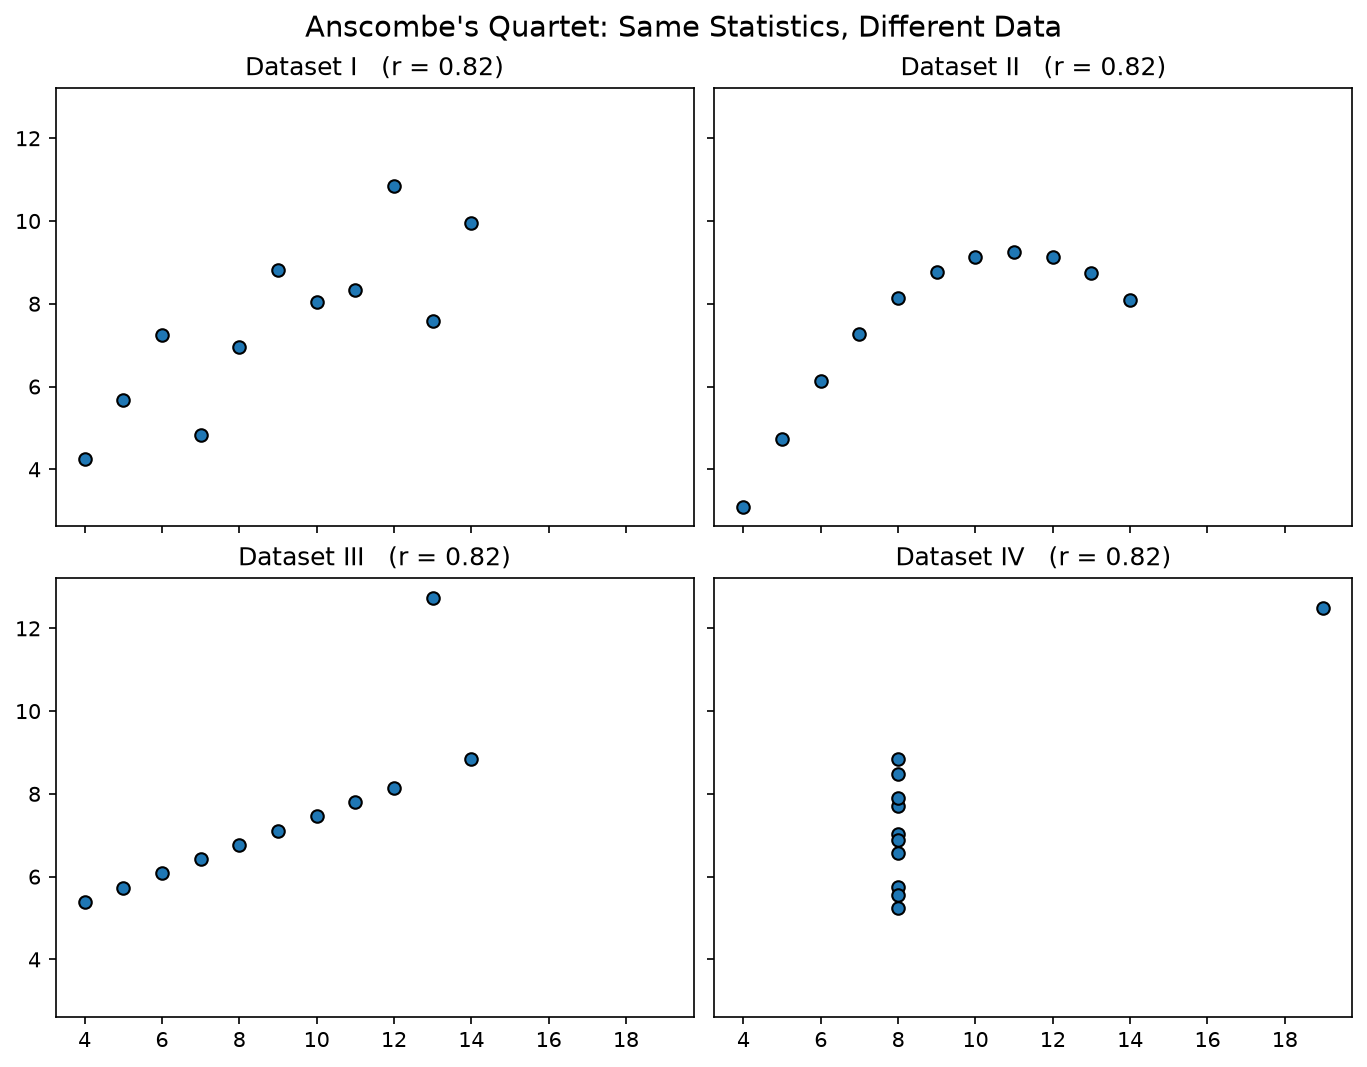 Anscombe's Quartet: Same Statistics, Different Data
Dataset I (r = 0.82)
Dataset II (r = 0.82)
12
10
8
6
4
Dataset III (r = 0.82)
Dataset IV (r = 0.82)
12
10
8
6
4
4 6 8 10 12 14 16 18
4 6 8 10 12 14 16 18